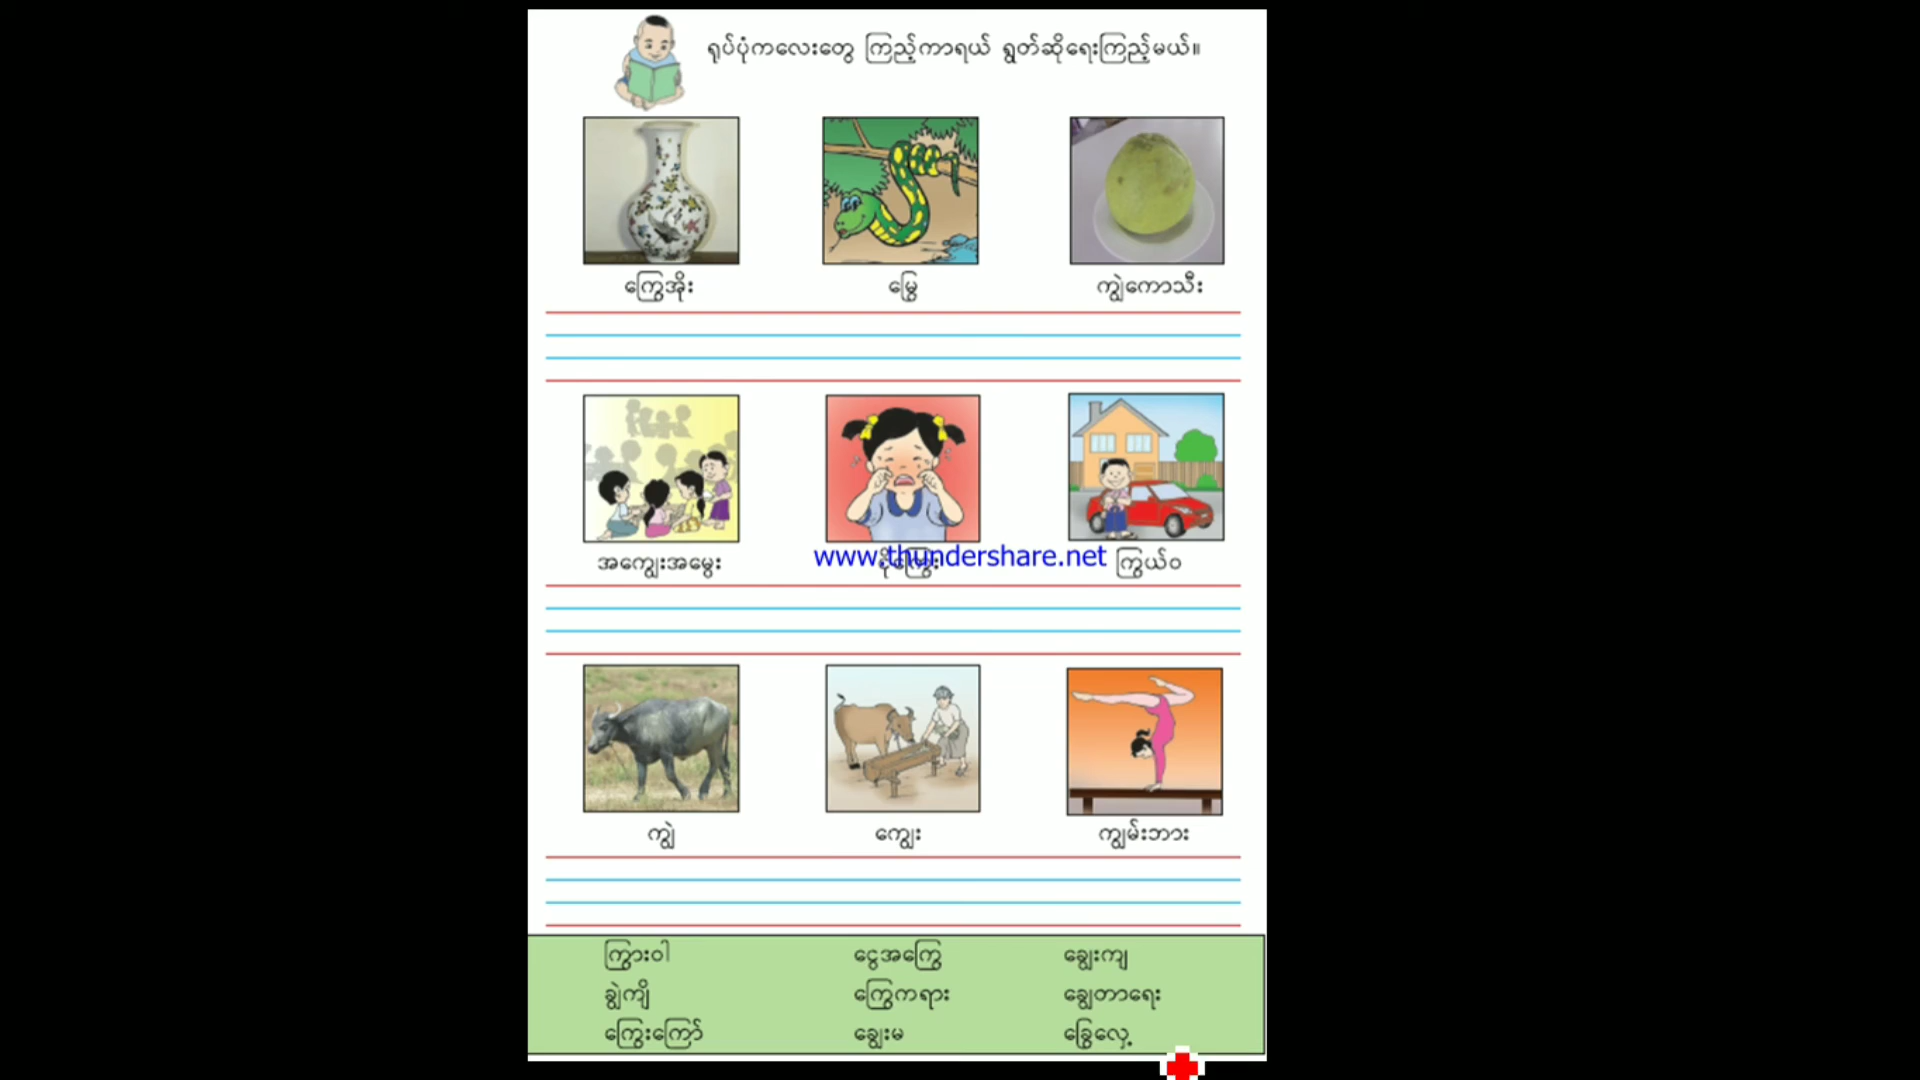 ရုပ်ပုံကလေးတွေ ကြည့်ကာရယ် ရွတ်ဆိုရေးကြည့်မယ်။
ကြွေအိုး မြွေ ကျွဲကောသီး
အကျွေးအမွေး ငိုကြွေး ကြွယ်ဝ
www.thundershare.net
ကျွဲ ကျွေး ကျွမ်းဘား
ကြွားဝါ ငွေအကြွေ ချွေးကျ
ချွဲကျိ ကြွေကရား ချွေတာရေး
ကြွေးကြော် ချွေးမ ခြွေလှေ့